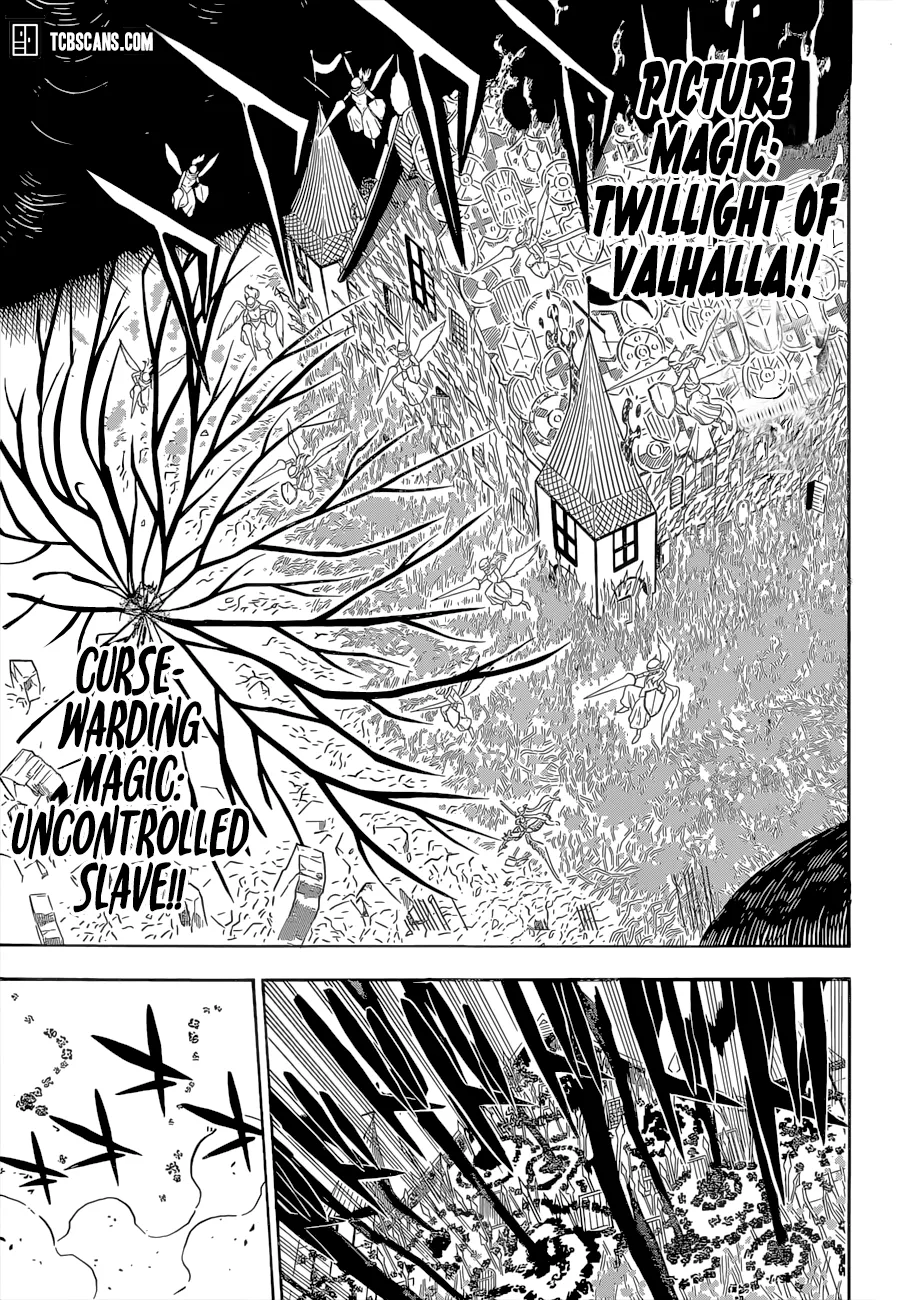 TCBSCANS.COM
PICTURE
MAGIC:
TWILLIGHT OF
VALHALLA!!
CURSE-
WARDING
MAGIC:
UNCONTROLLED
SLAVE!!